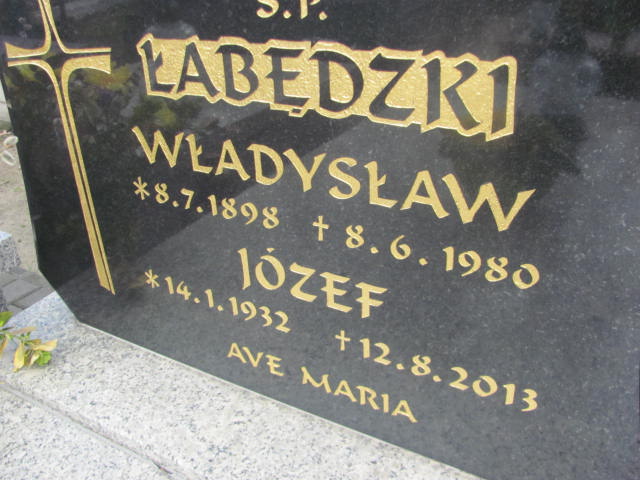 Ś.P.
ŁABĘDZKI
WŁADYSŁAW
*8.7.1898 †8.6.1980
JÓZEF
*14.1.1932 †12.8.2013
AVE MARIA